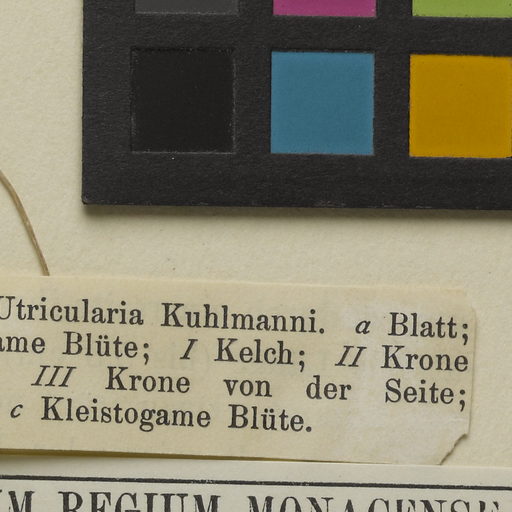 Utricularia Kuhlmanni. a Blatt;
ame Blüte; I Kelch; II Krone
III Krone von der Seite;
c Kleistogame Blüte.
UM REGIUM MONACENSE